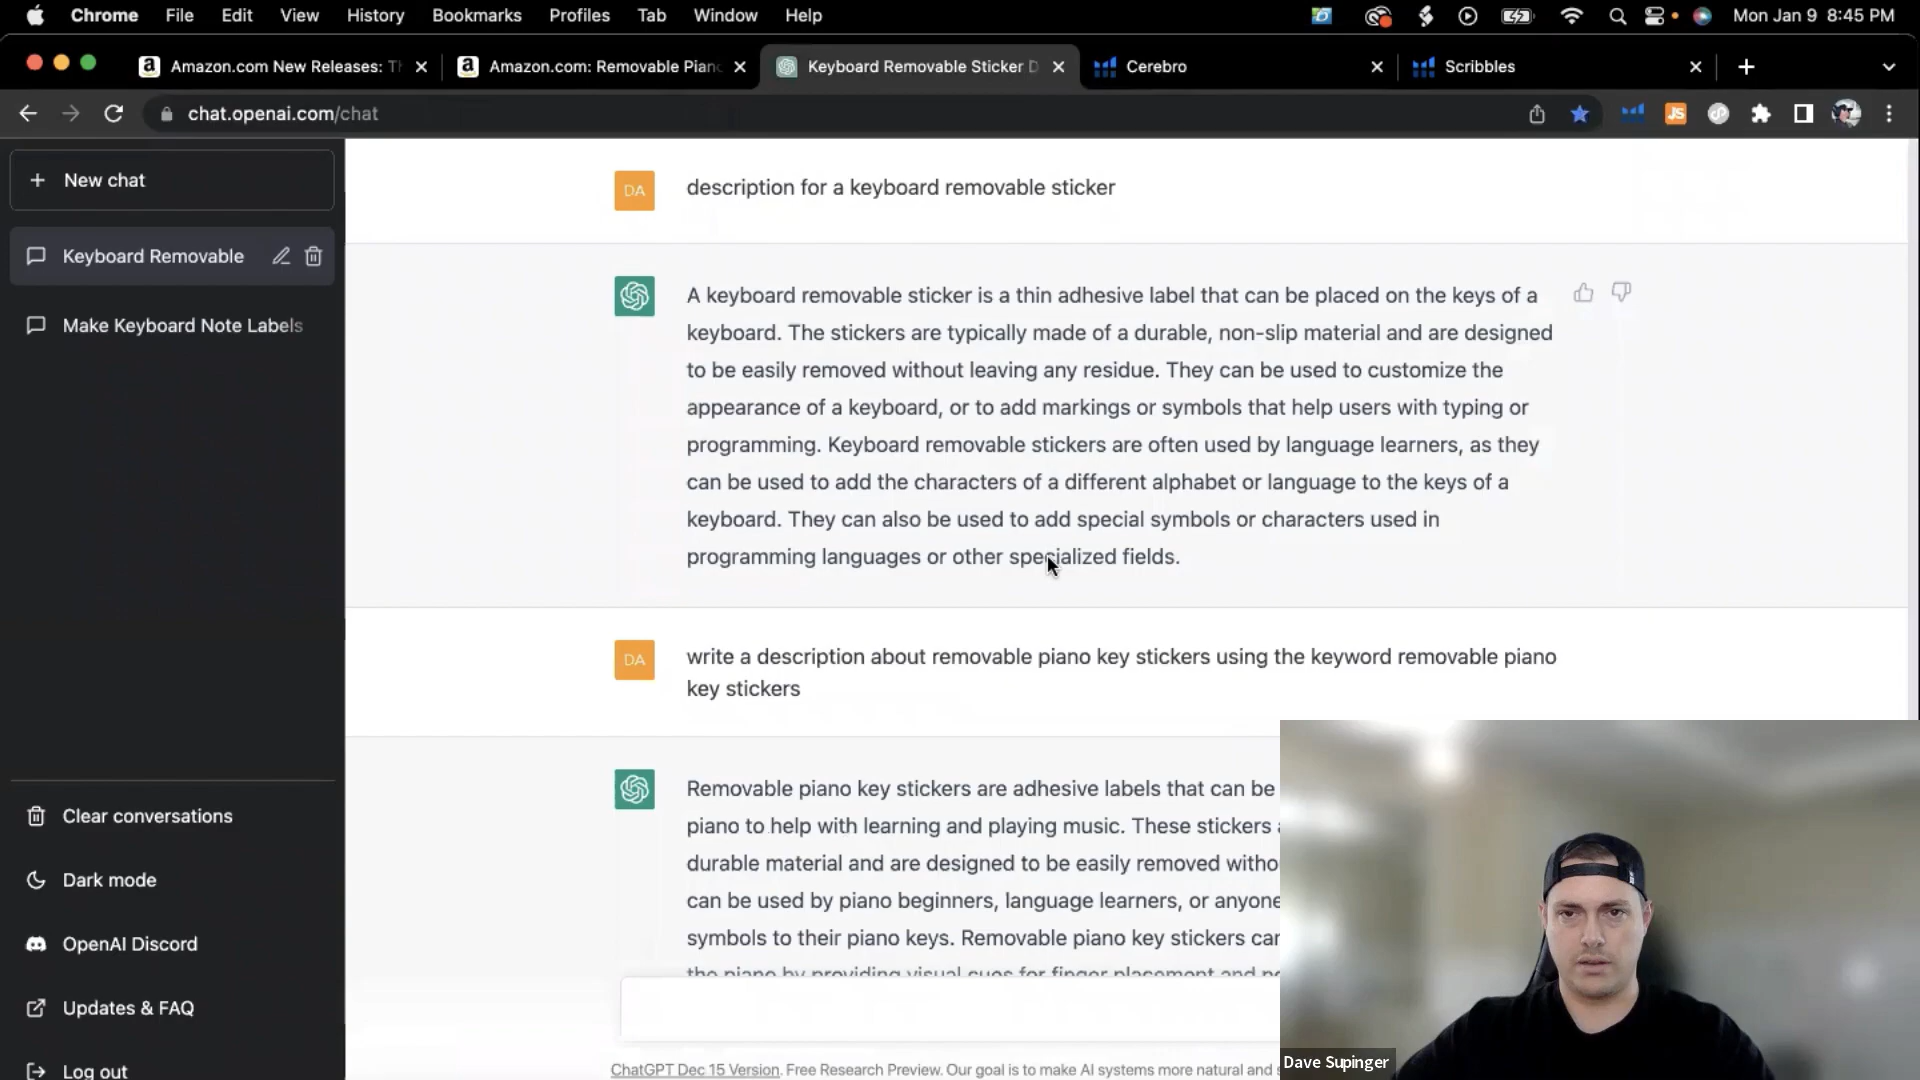 Chrome File Edit View History Bookmarks Profiles Tab Window Help Mon Jan 9 8:45 PM
Amazon.com New Releases: Amazon.com: Removable Piano Keyboard Removable Sticker D Cerebro Scribbles
chat.openai.com/chat
New chat
Keyboard Removable
Make Keyboard Note Labels
Clear conversations
Dark mode
OpenAI Discord
Updates & FAQ
Log out
DA
description for a keyboard removable sticker
A keyboard removable sticker is a thin adhesive label that can be placed on the keys of a
keyboard. The stickers are typically made of a durable, non-slip material and are designed
to be easily removed without leaving any residue. They can be used to customize the
appearance of a keyboard, or to add markings or symbols that help users with typing or
programming. Keyboard removable stickers are often used by language learners, as they
can be used to add the characters of a different alphabet or language to the keys of a
keyboard. They can also be used to add special symbols or characters used in
programming languages or other specialized fields.
DA
write a description about removable piano key stickers using the keyword removable piano
key stickers
Removable piano key stickers are adhesive labels that can be
piano to help with learning and playing music. These stickers
durable material and are designed to be easily removed witho
can be used by piano beginners, language learners, or anyone
symbols to their piano keys. Removable piano key stickers can
the piano by providing visual cues for finger placement and
ChatGPT Dec 15 Version. Free Research Preview. Our goal is to make AI systems more natural and
Dave Supinger